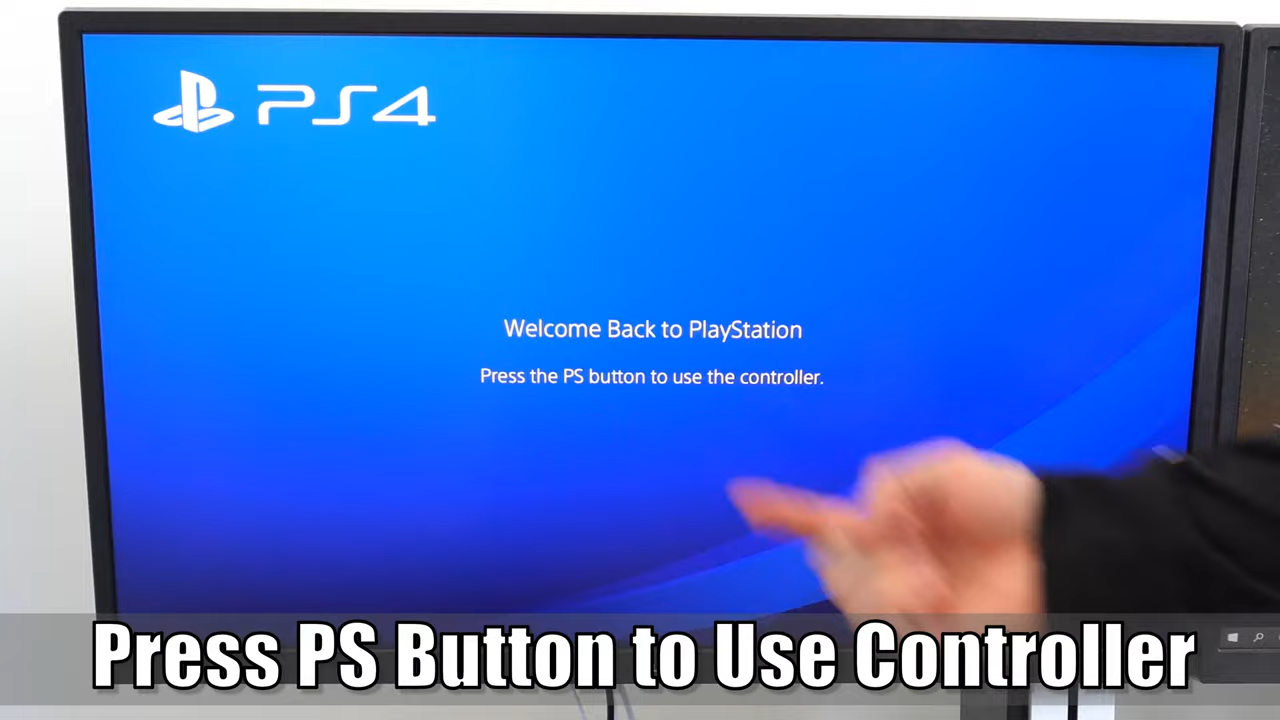 PS4
Welcome Back to PlayStation
Press the PS button to use the controller.
Press PS Button to Use Controller